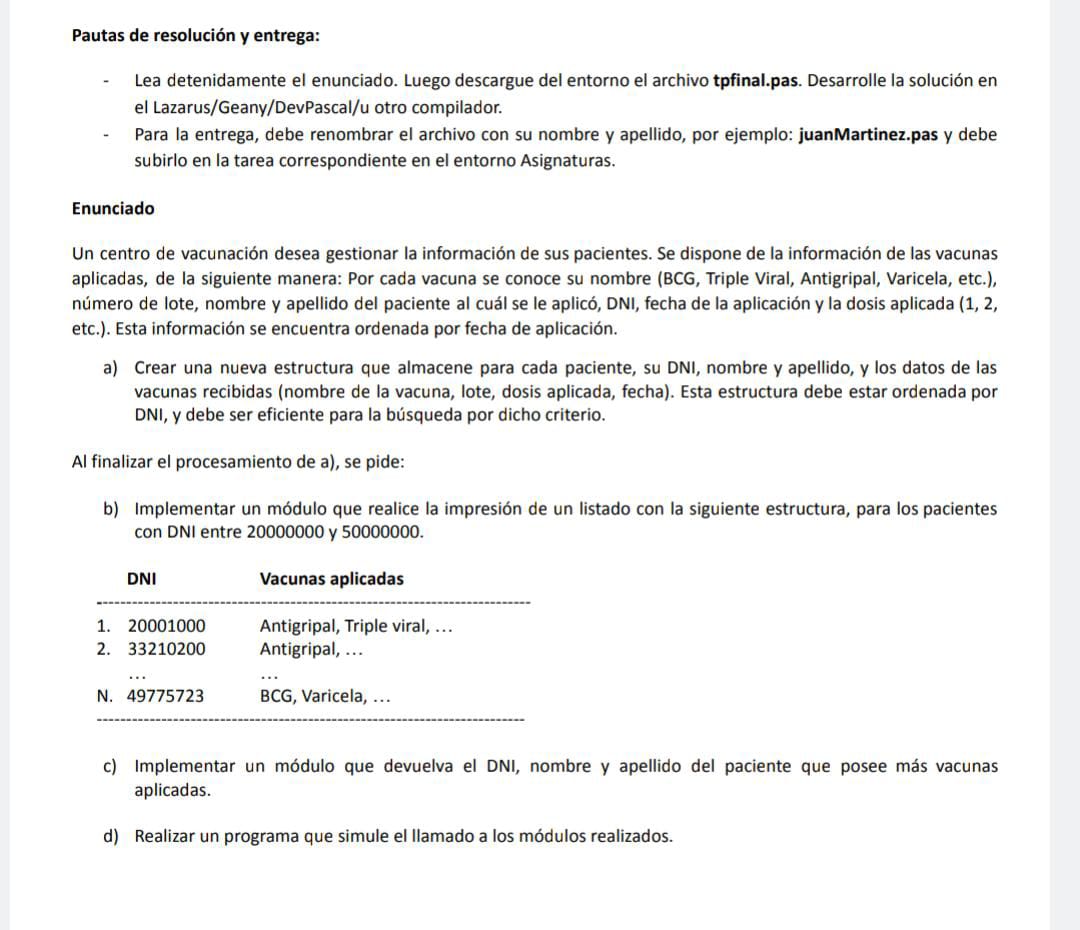 Pautas de resolución y entrega:
- Lea detenidamente el enunciado. Luego descargue del entorno el archivo tpfinal.pas. Desarrolle la solución en
el Lazarus/Geany/DevPascal/u otro compilador.
- Para la entrega, debe renombrar el archivo con su nombre y apellido, por ejemplo: juanMartinez.pas y debe
subirlo en la tarea correspondiente en el entorno Asignaturas.
Enunciado
Un centro de vacunación desea gestionar la información de sus pacientes. Se dispone de la información de las vacunas
aplicadas, de la siguiente manera: Por cada vacuna se conoce su nombre (BCG, Triple Viral, Antigripal, Varicela, etc.),
número de lote, nombre y apellido del paciente al cuál se le aplicó, DNI, fecha de la aplicación y la dosis aplicada (1, 2,
etc.). Esta información se encuentra ordenada por fecha de aplicación.
a) Crear una nueva estructura que almacene para cada paciente, su DNI, nombre y apellido, y los datos de las
vacunas recibidas (nombre de la vacuna, lote, dosis aplicada, fecha). Esta estructura debe estar ordenada por
DNI, y debe ser eficiente para la búsqueda por dicho criterio.
Al finalizar el procesamiento de a), se pide:
b) Implementar un módulo que realice la impresión de un listado con la siguiente estructura, para los pacientes
con DNI entre 20000000 y 50000000.
DNI Vacunas aplicadas
--------------------------------------------------------------------------
1. 20001000 Antigripal, Triple viral, ...
2. 33210200 Antigripal, ...
... ...
N. 49775723 BCG, Varicela, ...
-------------------------------------------------------------------------
c) Implementar un módulo que devuelva el DNI, nombre y apellido del paciente que posee más vacunas
aplicadas.
d) Realizar un programa que simule el llamado a los módulos realizados.